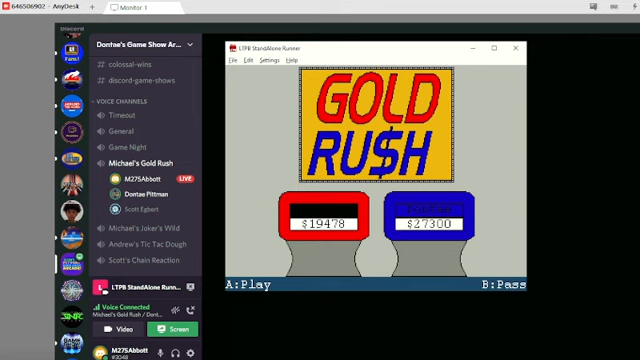 646506902 - AnyDesk
Monitor 1
Discord
Dontae's Game Show Ar...
# colossal-wins
# discord-game-shows
VOICE CHANNELS
Timeout
General
Game Night
Michael's Gold Rush
M275Abbott LIVE
Dontae Pittman
Scott Egbert
Michael's Joker's Wild
Andrew's Tic Tac Dough
Scott's Chain Reaction
LTPB StandAlone Runn...
Voice Connected
Michael's Gold Rush / Dont...
Video
Screen
M275Abbott
#3048
LTPB StandAlone Runner
File Edit Settings Help
GOLD
RU$H
$19478
$27300
A:Play
B:Pass